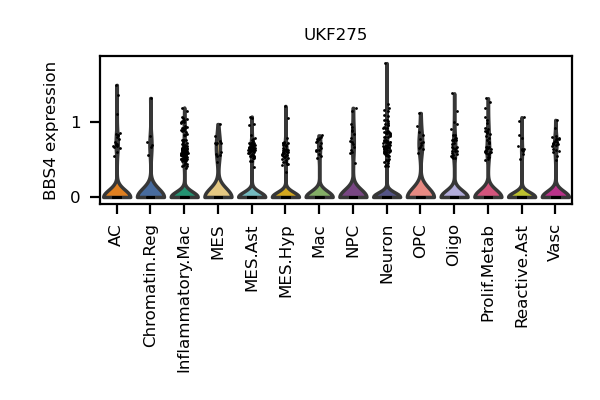 UKF275
BBS4 expression
1
0
AC
Chromatin.Reg
Inflammatory.Mac
MES
MES.Ast
MES.Hyp
Mac
NPC
Neuron
OPC
Oligo
Prolif.Metab
Reactive.Ast
Vasc